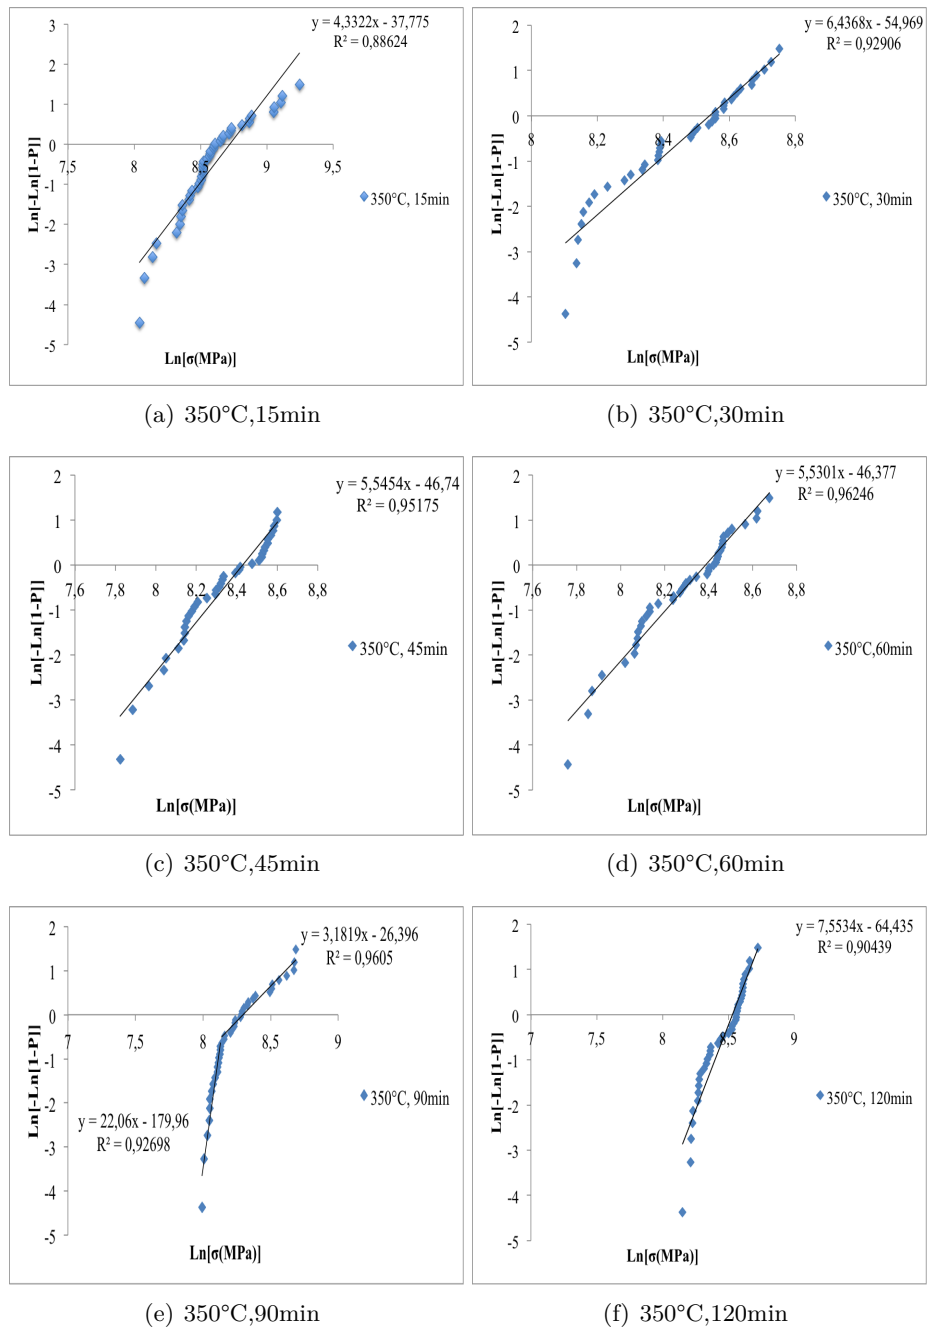 y = 4,3322x - 37,775
R² = 0,88624
3
2
1
0
-1
-2
-3
-4
-5
7,5
8
8,5
9
9,5
Ln[-Ln[1-P]]
Ln[σ(MPa)]
350°C, 15min
(a) 350°C,15min
y = 6,4368x - 54,969
R² = 0,92906
2
1
0
-1
-2
-3
-4
-5
8
8,2
8,4
8,6
8,8
Ln[-Ln[1-P]]
Ln[σ(MPa)]
350°C, 30min
(b) 350°C,30min
y = 5,5454x - 46,74
R² = 0,95175
2
1
0
-1
-2
-3
-4
-5
7,6
7,8
8
8,2
8,4
8,6
8,8
Ln[-Ln[1-P]]
Ln[σ(MPa)]
350°C, 45min
(c) 350°C,45min
y = 5,5301x - 46,377
R² = 0,96246
2
1
0
-1
-2
-3
-4
-5
7,6
7,8
8
8,2
8,4
8,6
8,8
Ln[-Ln[1-P]]
Ln[σ(MPa)]
350°C,60min
(d) 350°C,60min
y = 3,1819x - 26,396
R² = 0,9605
2
1
0
-1
-2
-3
-4
-5
7
7,5
8
8,5
9
Ln[-Ln[1-P]]
y = 22,06x - 179,96
R² = 0,92698
Ln[σ(MPa)]
350°C, 90min
(e) 350°C,90min
y = 7,5534x - 64,435
R² = 0,90439
2
1
0
-1
-2
-3
-4
-5
7
7,5
8
8,5
9
Ln[-Ln[1-P]]
Ln[σ(MPa)]
350°C, 120min
(f) 350°C,120min